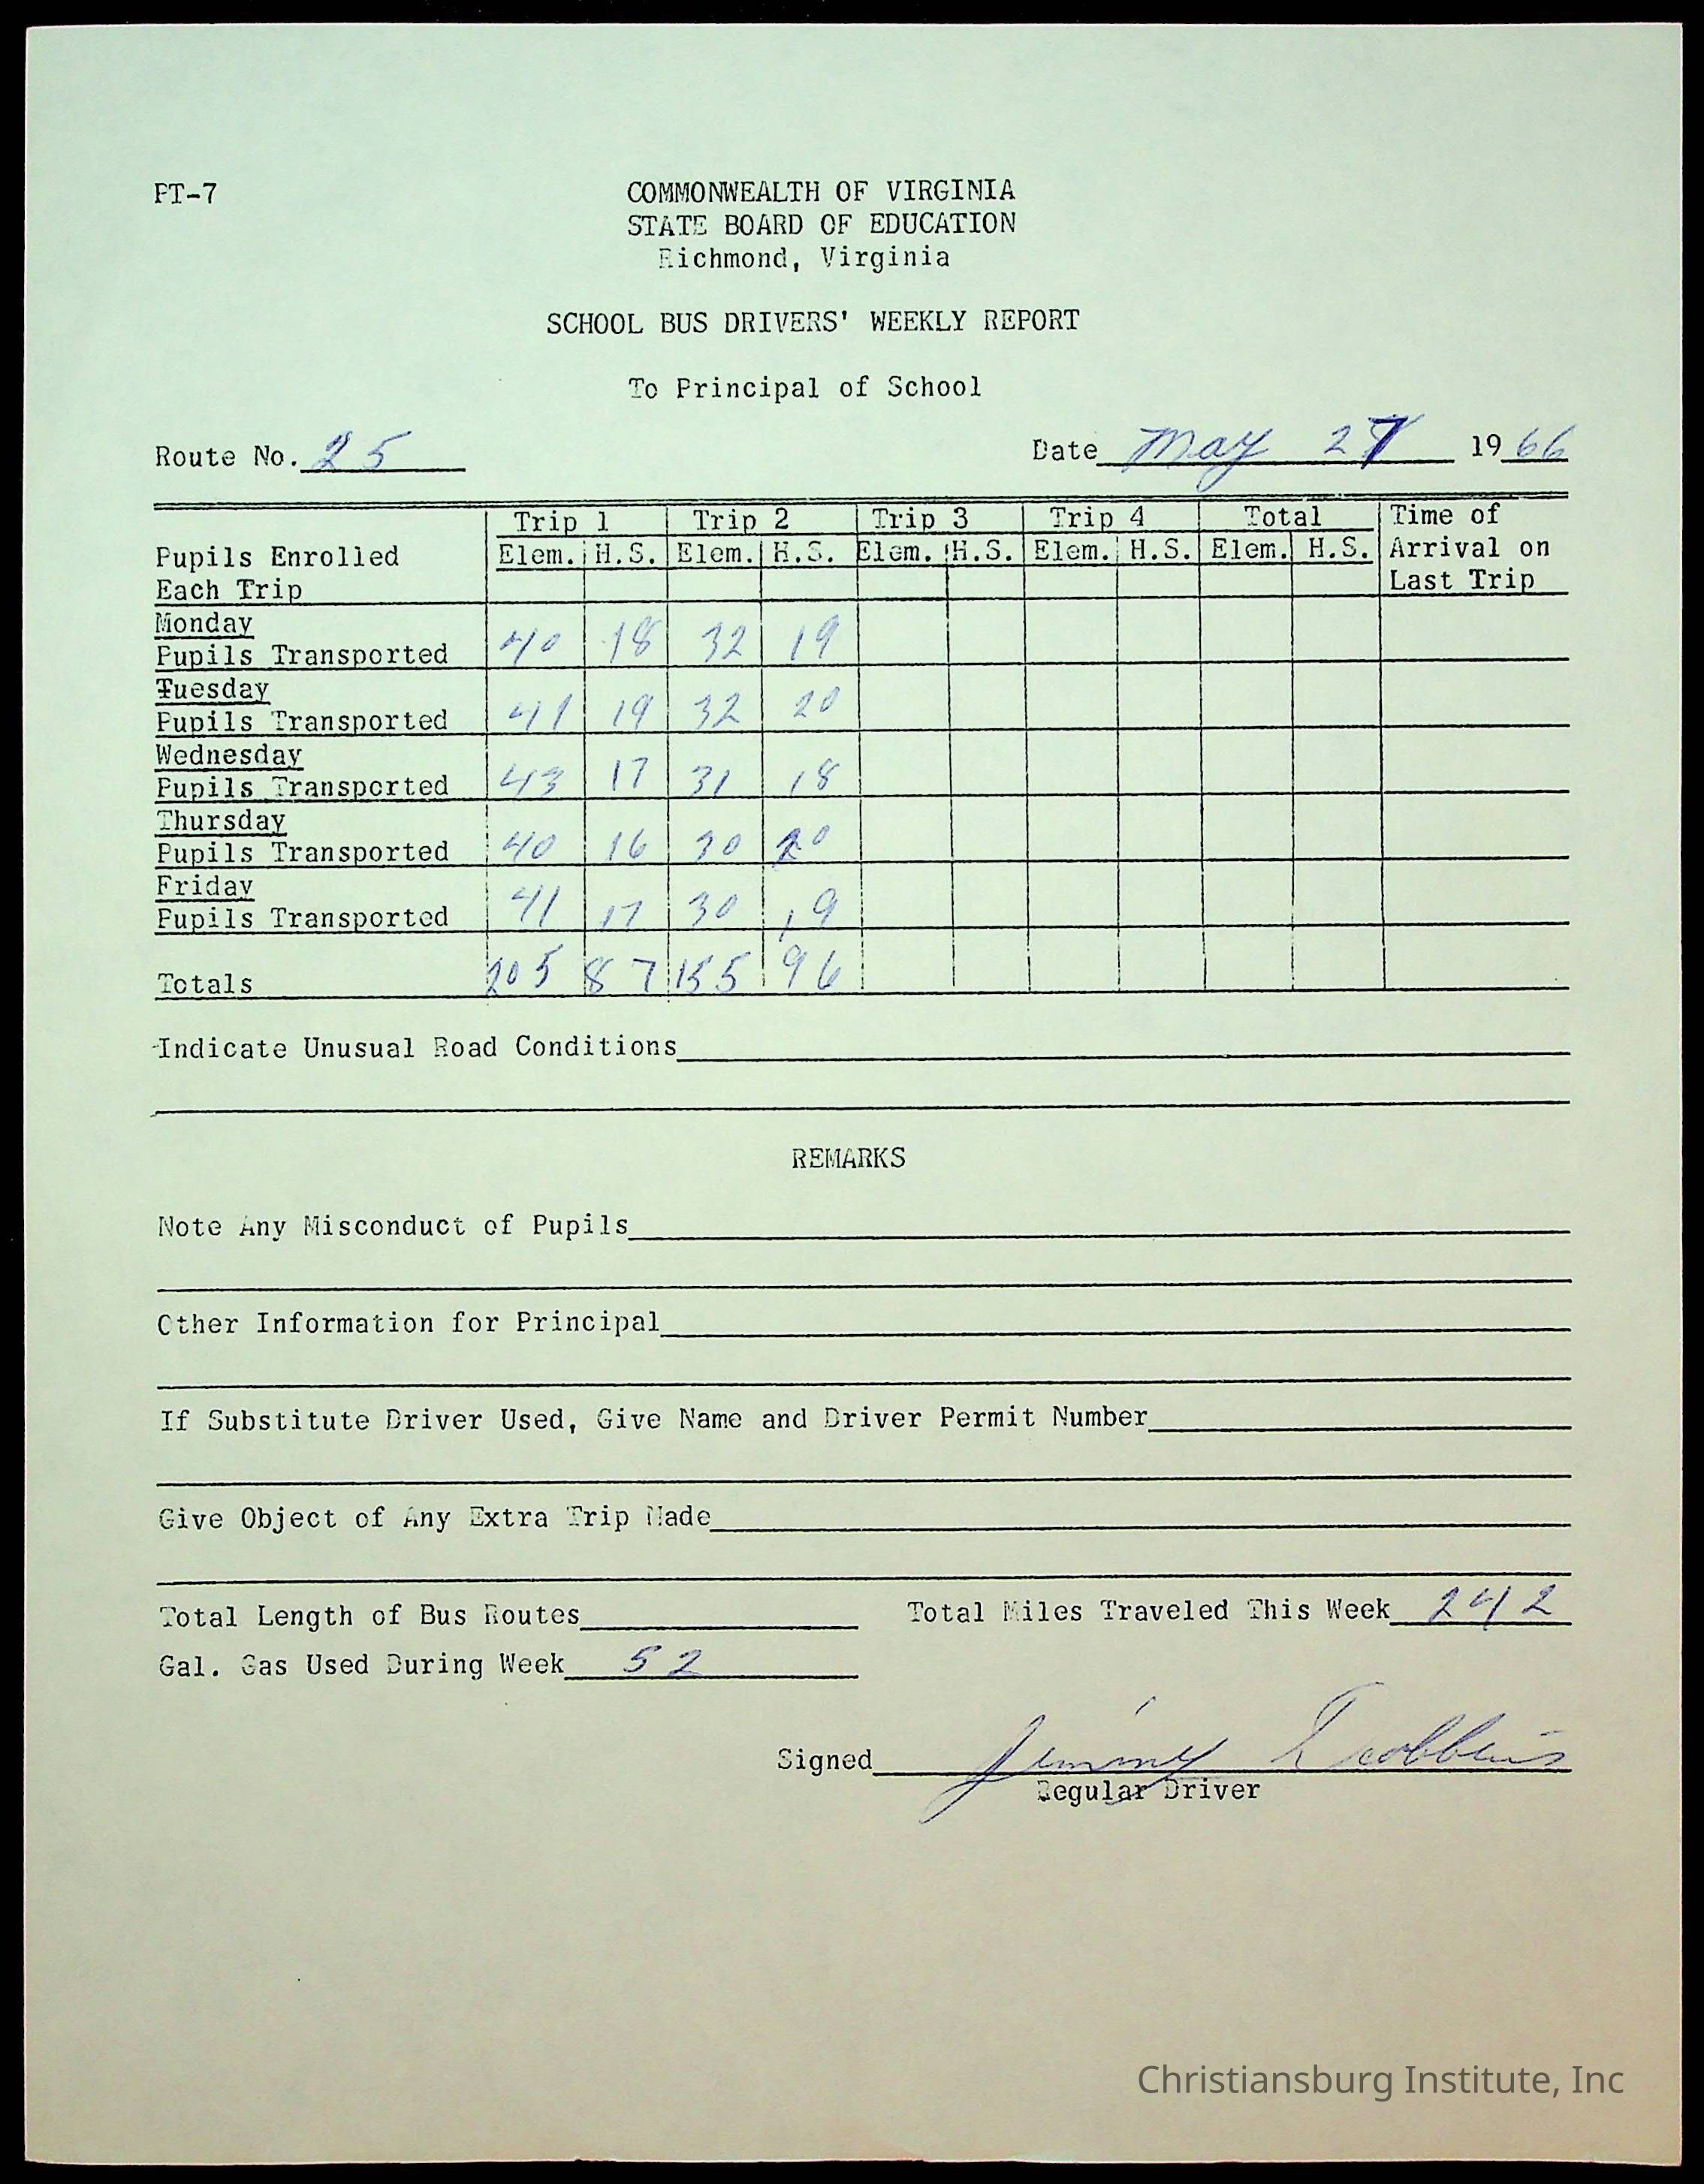 PT-7
COMMONWEALTH OF VIRGINIA
STATE BOARD OF EDUCATION
Richmond, Virginia
SCHOOL BUS DRIVERS' WEEKLY REPORT
To Principal of School
Route No. 25 Date May 27 1966
Trip 1 Trip 2 Trip 3 Trip 4 Total Time of
Pupils Enrolled Elem. H.S. Elem. H.S. Elem. H.S. Elem. H.S. Elem. H.S. Arrival on
Each Trip Last Trip
Monday
Pupils Transported 40 18 32 19
Tuesday
Pupils Transported 41 19 32 20
Wednesday
Pupils Transported 43 17 31 18
Thursday
Pupils Transported 40 16 30 20
Friday
Pupils Transported 41 17 30 19
Totals 205 87 155 96
Indicate Unusual Road Conditions
REMARKS
Note Any Misconduct of Pupils
Other Information for Principal
If Substitute Driver Used, Give Name and Driver Permit Number
Give Object of Any Extra Trip Made
Total Length of Bus Routes Total Miles Traveled This Week 242
Gal. Gas Used During Week 52
Signed Jimmy
Regular Driver
Christiansburg Institute, Inc